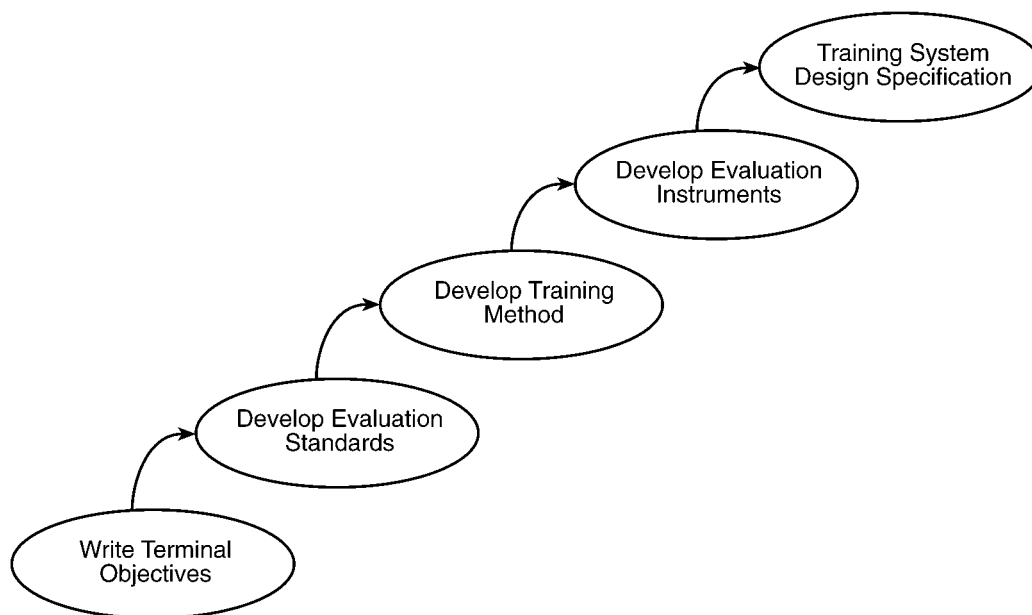 Training System
Design Specification
Develop Evaluation
Instruments
Develop Training
Method
Develop Evaluation
Standards
Write Terminal
Objectives